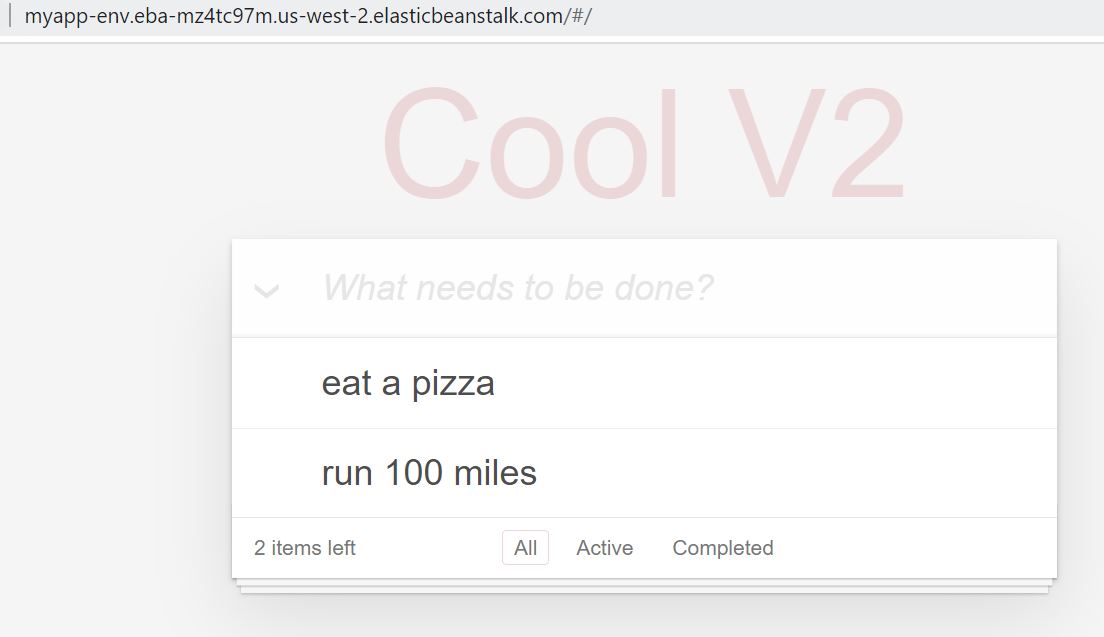 myapp-env.eba-mz4tc97m.us-west-2.elasticbeanstalk.com/#/
Cool V2
What needs to be done?
eat a pizza
run 100 miles
2 items left All Active Completed